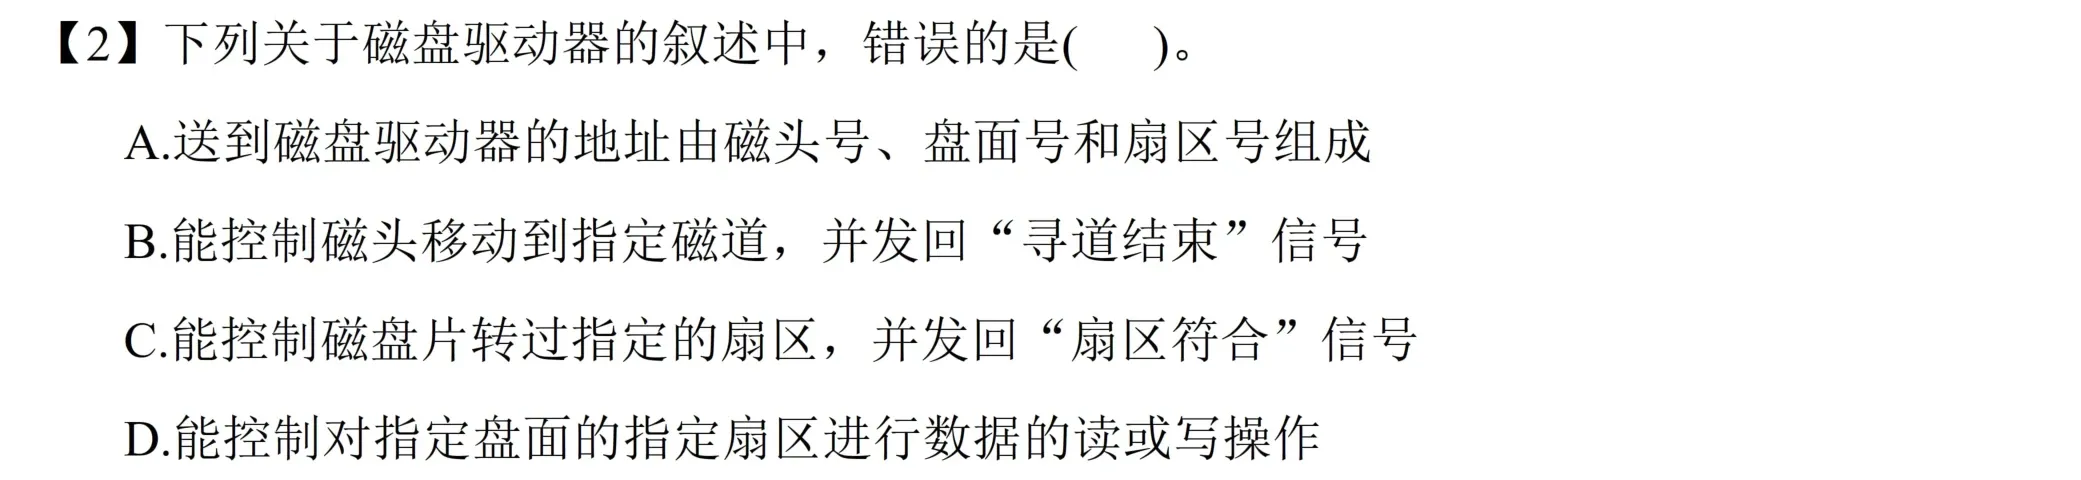 【2】下列关于磁盘驱动器的叙述中，错误的是(    )。
A.送到磁盘驱动器的地址由磁头号、盘面号和扇区号组成
B.能控制磁头移动到指定磁道，并发回“寻道结束”信号
C.能控制磁盘片转过指定的扇区，并发回“扇区符合”信号
D.能控制对指定盘面的指定扇区进行数据的读或写操作